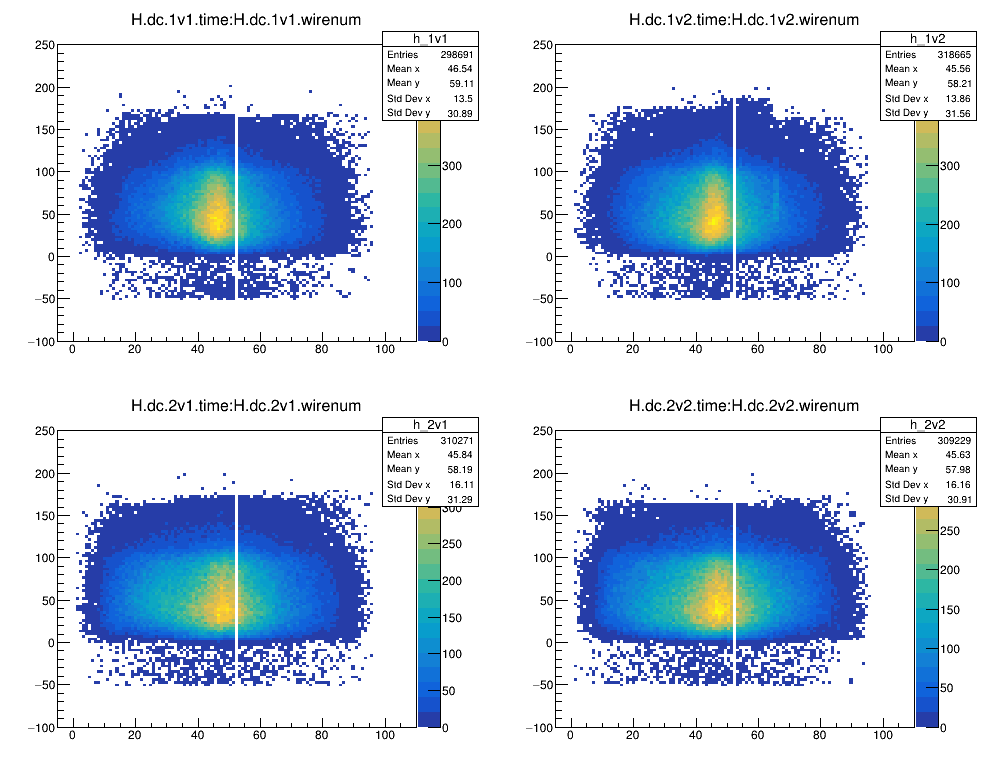 H.dc.1v1.time:H.dc.1v1.wirenum
h_1v1
Entries 298691
Mean x 46.54
Mean y 59.11
Std Dev x 13.5
Std Dev y 30.89
250
200
150
100
50
0
−50
−100
0 20 40 60 80 100
300
200
100
0
H.dc.1v2.time:H.dc.1v2.wirenum
h_1v2
Entries 318665
Mean x 45.56
Mean y 58.21
Std Dev x 13.86
Std Dev y 31.56
250
200
150
100
50
0
−50
−100
0 20 40 60 80 100
300
200
100
0
H.dc.2v1.time:H.dc.2v1.wirenum
h_2v1
Entries 310271
Mean x 45.84
Mean y 58.19
Std Dev x 16.11
Std Dev y 31.29
250
200
150
100
50
0
−50
−100
0 20 40 60 80 100
300
250
200
150
100
50
0
H.dc.2v2.time:H.dc.2v2.wirenum
h_2v2
Entries 309229
Mean x 45.63
Mean y 57.98
Std Dev x 16.16
Std Dev y 30.91
250
200
150
100
50
0
−50
−100
0 20 40 60 80 100
250
200
150
100
50
0